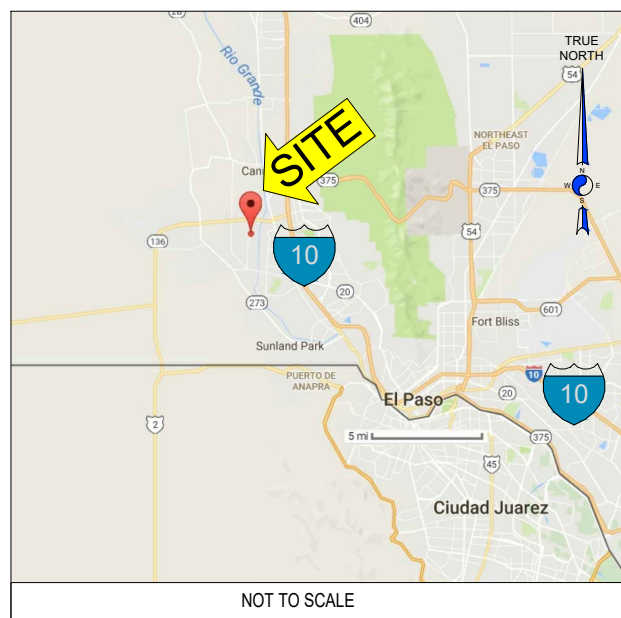 404
TRUE
NORTH
54
Rio Grande
SITE
NORTHEAST
EL PASO
Can
375
375
N
W E
S
54
136
10
20
273
601
Fort Bliss
Sunland Park
PUERTO DE
ANAPRA
10
20
10
El Paso
2
5 mi
375
45
Ciudad Juarez
NOT TO SCALE